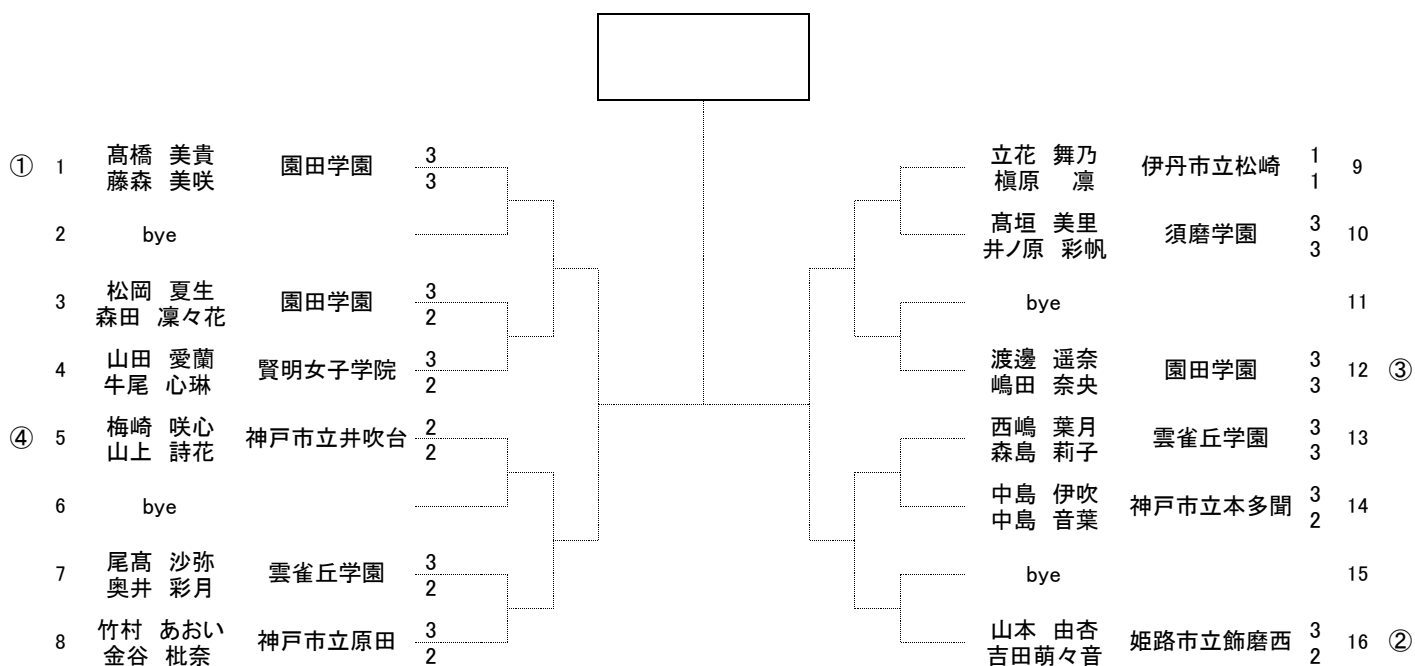 ① 1 髙橋 美貴 園田学園 3
藤森 美咲 3
2 bye
3 松岡 夏生 園田学園 3
森田 凜々花 2
4 山田 愛蘭 賢明女子学院 3
牛尾 心琳 2
④ 5 梅崎 咲心 神戸市立井吹台 2
山上 詩花 2
6 bye
7 尾髙 沙弥 雲雀丘学園 3
奥井 彩月 2
8 竹村 あおい 神戸市立原田 3
金谷 枇奈 2
立花 舞乃 伊丹市立松崎 1 9
槇原 凛 1
髙垣 美里 須磨学園 3 10
井ノ原 彩帆 3
bye 11
渡邊 遥奈 園田学園 3 12 ③
嶋田 奈央 3
西嶋 葉月 雲雀丘学園 3 13
森島 莉子 3
中島 伊吹 神戸市立本多聞 3 14
中島 音葉 2
bye 15
山本 由杏 姫路市立飾磨西 3 16 ②
吉田萌々音 2